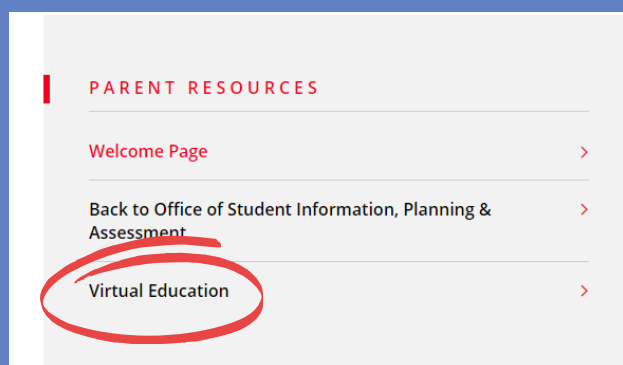 PARENT RESOURCES
Welcome Page
Back to Office of Student Information, Planning &
Assessment
Virtual Education